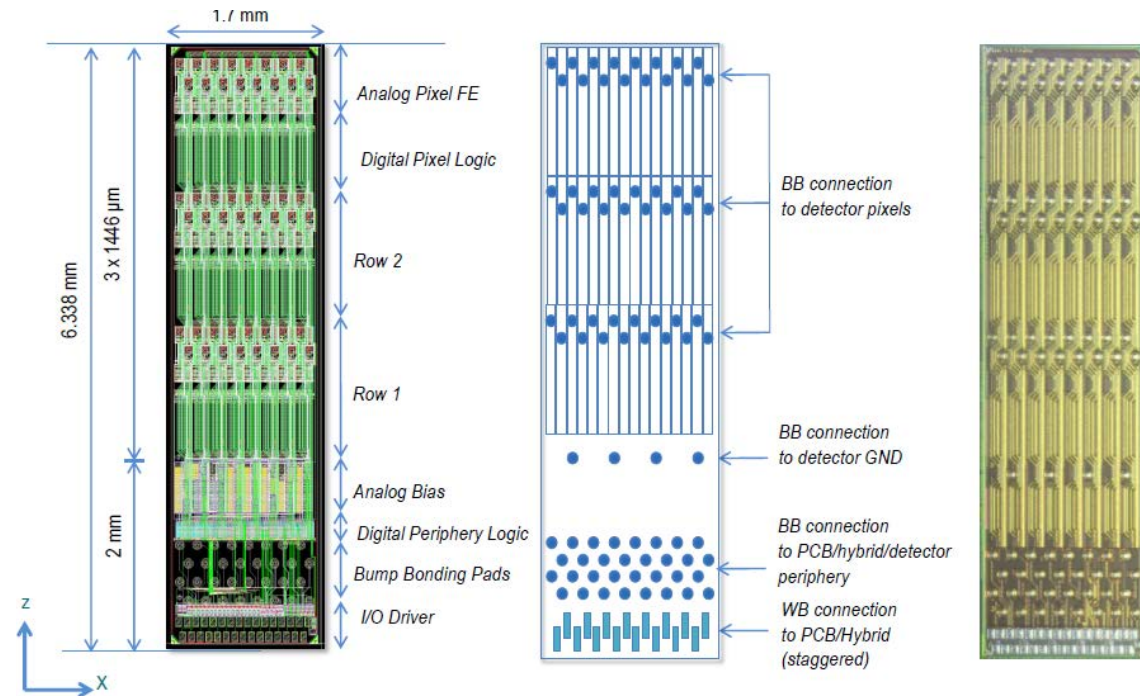 1.7 mm
6.338 mm
3 x 1446 µm
2 mm
z
X
Analog Pixel FE
Digital Pixel Logic
Row 2
Row 1
Analog Bias
Digital Periphery Logic
Bump Bonding Pads
I/O Driver
BB connection
to detector pixels
BB connection
to detector GND
BB connection
to PCB/hybrid/detector
periphery
WB connection
to PCB/Hybrid
(staggered)